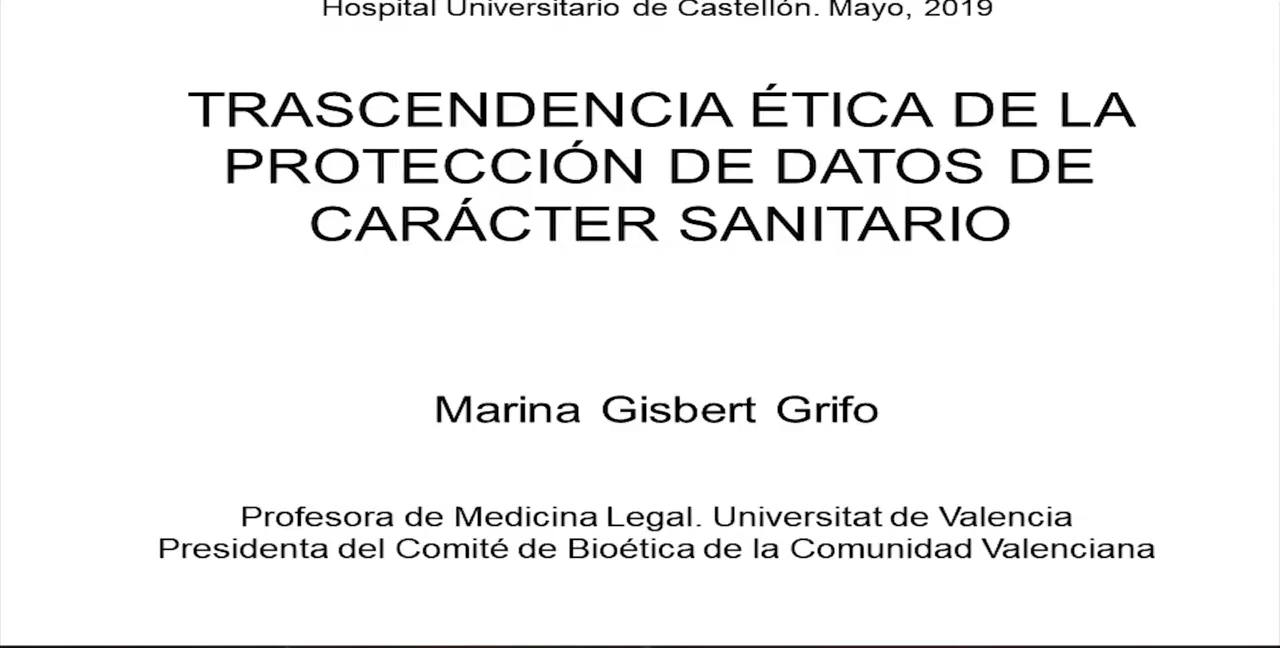 Hospital Universitario de Castellón. Mayo, 2019
TRASCENDENCIA ÉTICA DE LA
PROTECCIÓN DE DATOS DE
CARÁCTER SANITARIO
Marina Gisbert Grifo
Profesora de Medicina Legal. Universitat de Valencia
Presidenta del Comité de Bioética de la Comunidad Valenciana